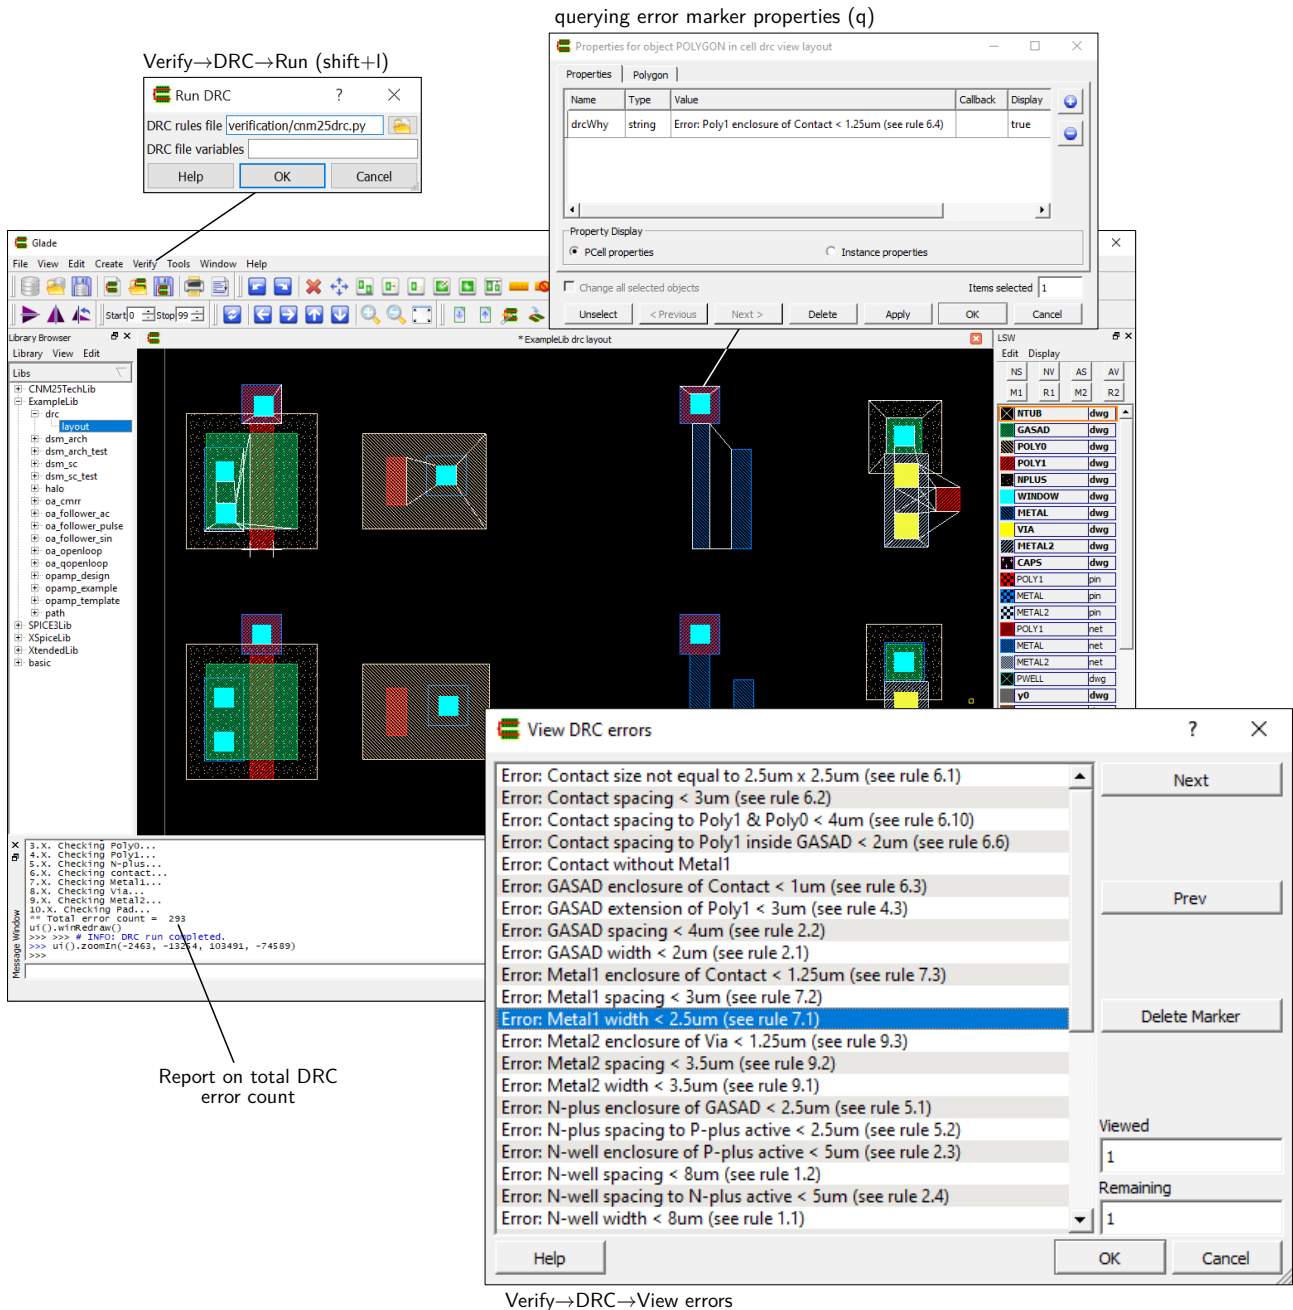 querying error marker properties (q)
Verify→DRC→Run (shift+l)
Run DRC
?
DRC rules file verification/cnm25drc.py
DRC file variables
Help OK Cancel
Properties for object POLYGON in cell drc view layout
Properties Polygon
Name Type Value Callback Display
drcWhy string Error: Poly1 enclosure of Contact < 1.25um (see rule 6.4) true
Property Display
PCell properties Instance properties
Change all selected objects Items selected 1
Unselect < Previous Next > Delete Apply OK Cancel
Glade
File View Edit Create Verify Tools Window Help
Start 0 Stop 99
Library Browser
Library View Edit
Libs
CNM25TechLib
ExampleLib
drc
layout
dsm_arch
dsm_arch_test
dsm_sc
dsm_sc_test
halo
oa_cmrr
oa_follower_ac
oa_follower_pulse
oa_follower_sin
oa_openloop
oa_qopenloop
opamp_design
opamp_example
opamp_template
path
SPICE3Lib
XSpiceLib
XtendedLib
basic
* ExampleLib drc layout
LSW
Edit Display
NS NV AS AV
M1 R1 M2 R2
NTUB dwg
GASAD dwg
POLY0 dwg
POLY1 dwg
NPLUS dwg
WINDOW dwg
METAL dwg
VIA dwg
METAL2 dwg
CAPS dwg
POLY1 pin
METAL pin
METAL2 pin
POLY1 net
METAL net
METAL2 net
PWELL dwg
y0 dwg
Message Window
3.X. Checking Poly0...
4.X. Checking Poly1...
5.X. Checking N-plus...
6.X. Checking contact...
7.X. Checking Metal1...
8.X. Checking Via...
9.X. Checking Metal2...
10.X. Checking Pad...
** Total error count = 293
ui().winRedraw()
>>> >>> # INFO: DRC run completed.
>>> ui().zoomIn(-2463, -13254, 103491, -74589)
>>>
Report on total DRC
error count
View DRC errors
?
Error: Contact size not equal to 2.5um x 2.5um (see rule 6.1)
Error: Contact spacing < 3um (see rule 6.2)
Error: Contact spacing to Poly1 & Poly0 < 4um (see rule 6.10)
Error: Contact spacing to Poly1 inside GASAD < 2um (see rule 6.6)
Error: Contact without Metal1
Error: GASAD enclosure of Contact < 1um (see rule 6.3)
Error: GASAD extension of Poly1 < 3um (see rule 4.3)
Error: GASAD spacing < 4um (see rule 2.2)
Error: GASAD width < 2um (see rule 2.1)
Error: Metal1 enclosure of Contact < 1.25um (see rule 7.3)
Error: Metal1 spacing < 3um (see rule 7.2)
Error: Metal1 width < 2.5um (see rule 7.1)
Error: Metal2 enclosure of Via < 1.25um (see rule 9.3)
Error: Metal2 spacing < 3.5um (see rule 9.2)
Error: Metal2 width < 3.5um (see rule 9.1)
Error: N-plus enclosure of GASAD < 2.5um (see rule 5.1)
Error: N-plus spacing to P-plus active < 2.5um (see rule 5.2)
Error: N-well enclosure of P-plus active < 5um (see rule 2.3)
Error: N-well spacing < 8um (see rule 1.2)
Error: N-well spacing to N-plus active < 5um (see rule 2.4)
Error: N-well width < 8um (see rule 1.1)
Next
Prev
Delete Marker
Viewed
1
Remaining
1
Help OK Cancel
Verify→DRC→View errors